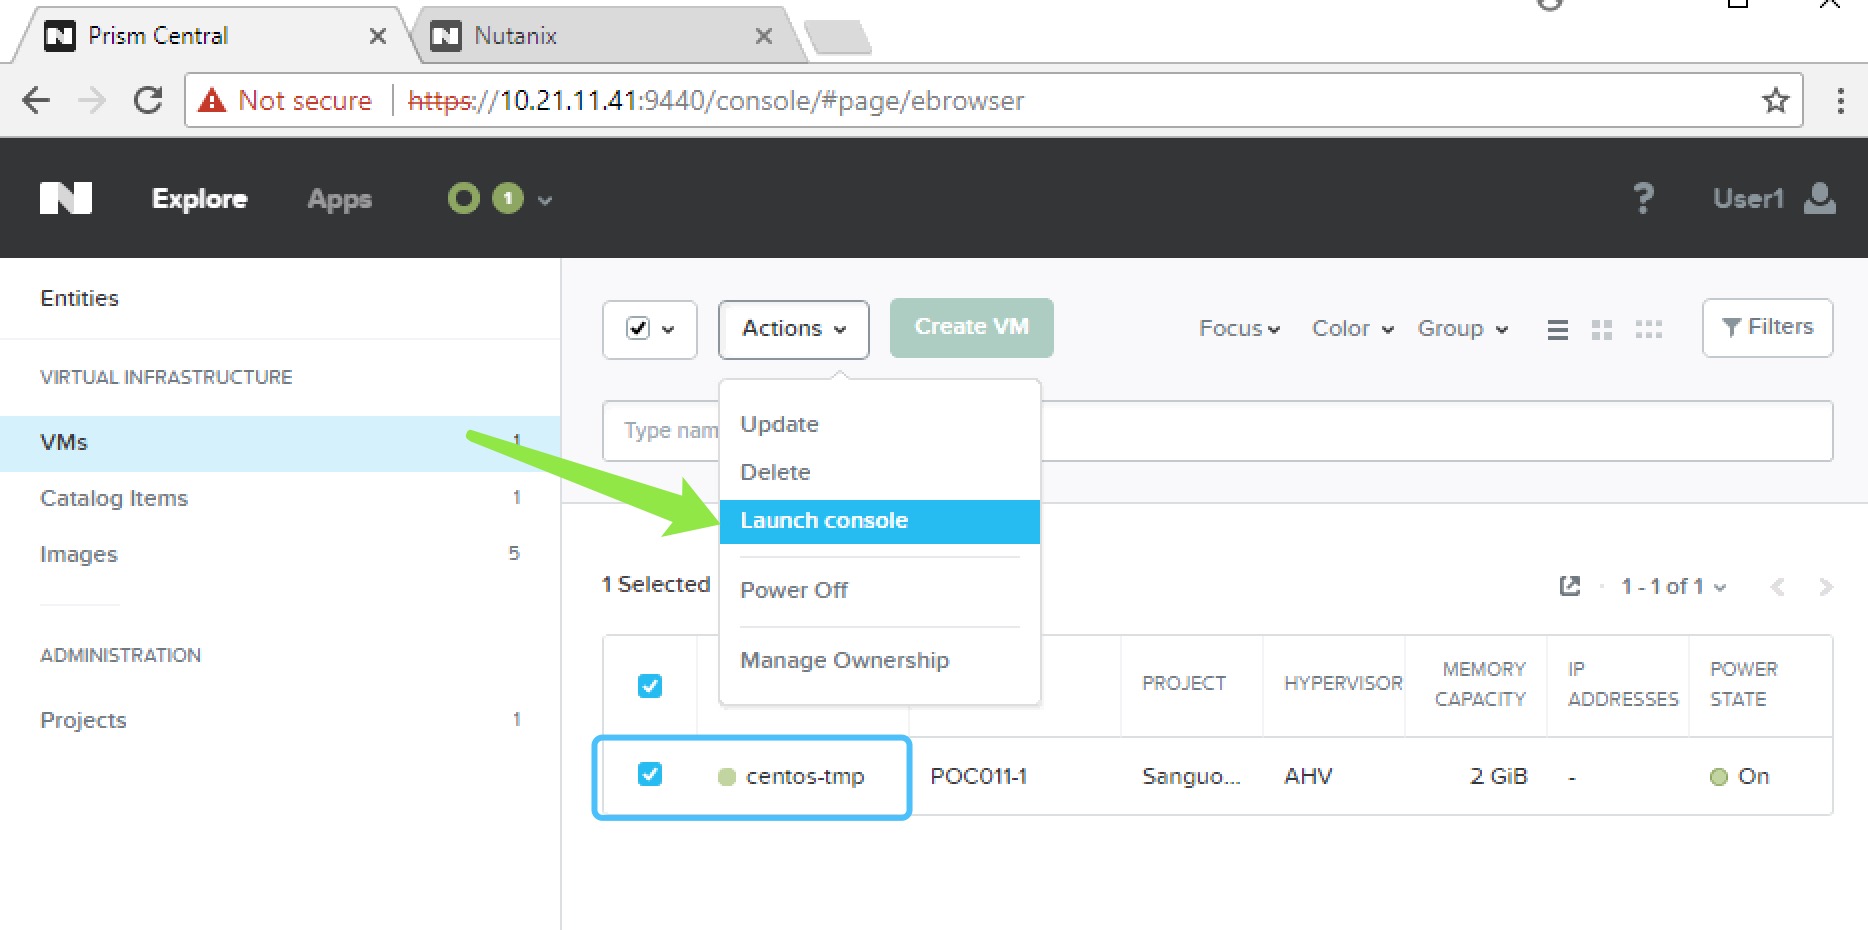 Prism Central
Nutanix
Not secure
https://10.21.11.41:9440/console/#page/ebrowser
Explore
Apps
1
?
User1
Entities
VIRTUAL INFRASTRUCTURE
VMs 1
Catalog Items 1
Images 5
ADMINISTRATION
Projects 1
Actions
Create VM
Focus
Color
Group
Filters
Type nam
Update
Delete
Launch console
Power Off
Manage Ownership
1 Selected
1 - 1 of 1
PROJECT
HYPERVISOR
MEMORY
CAPACITY
IP
ADDRESSES
POWER
STATE
centos-tmp POC011-1 Sanguo... AHV 2 GiB - On